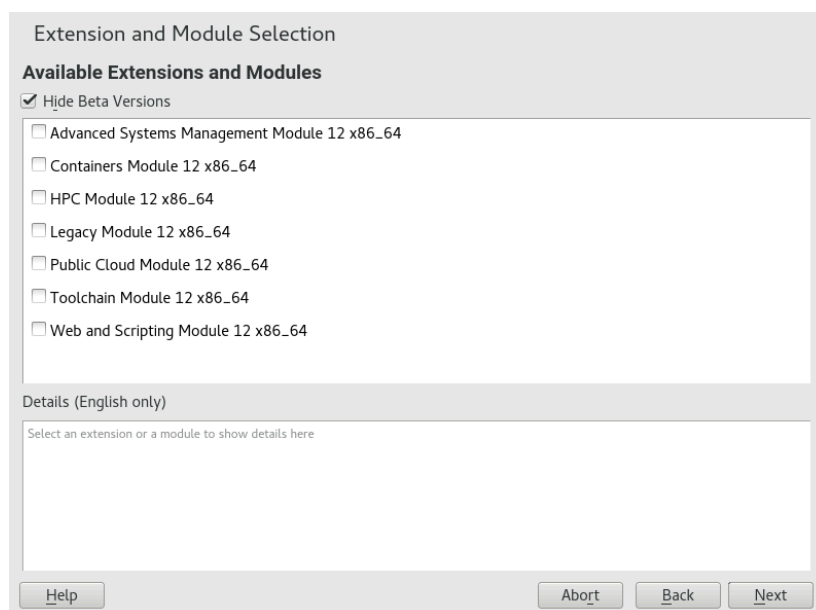 Extension and Module Selection
Available Extensions and Modules
Hide Beta Versions
Advanced Systems Management Module 12 x86_64
Containers Module 12 x86_64
HPC Module 12 x86_64
Legacy Module 12 x86_64
Public Cloud Module 12 x86_64
Toolchain Module 12 x86_64
Web and Scripting Module 12 x86_64
Details (English only)
Select an extension or a module to show details here
Help Abort Back Next